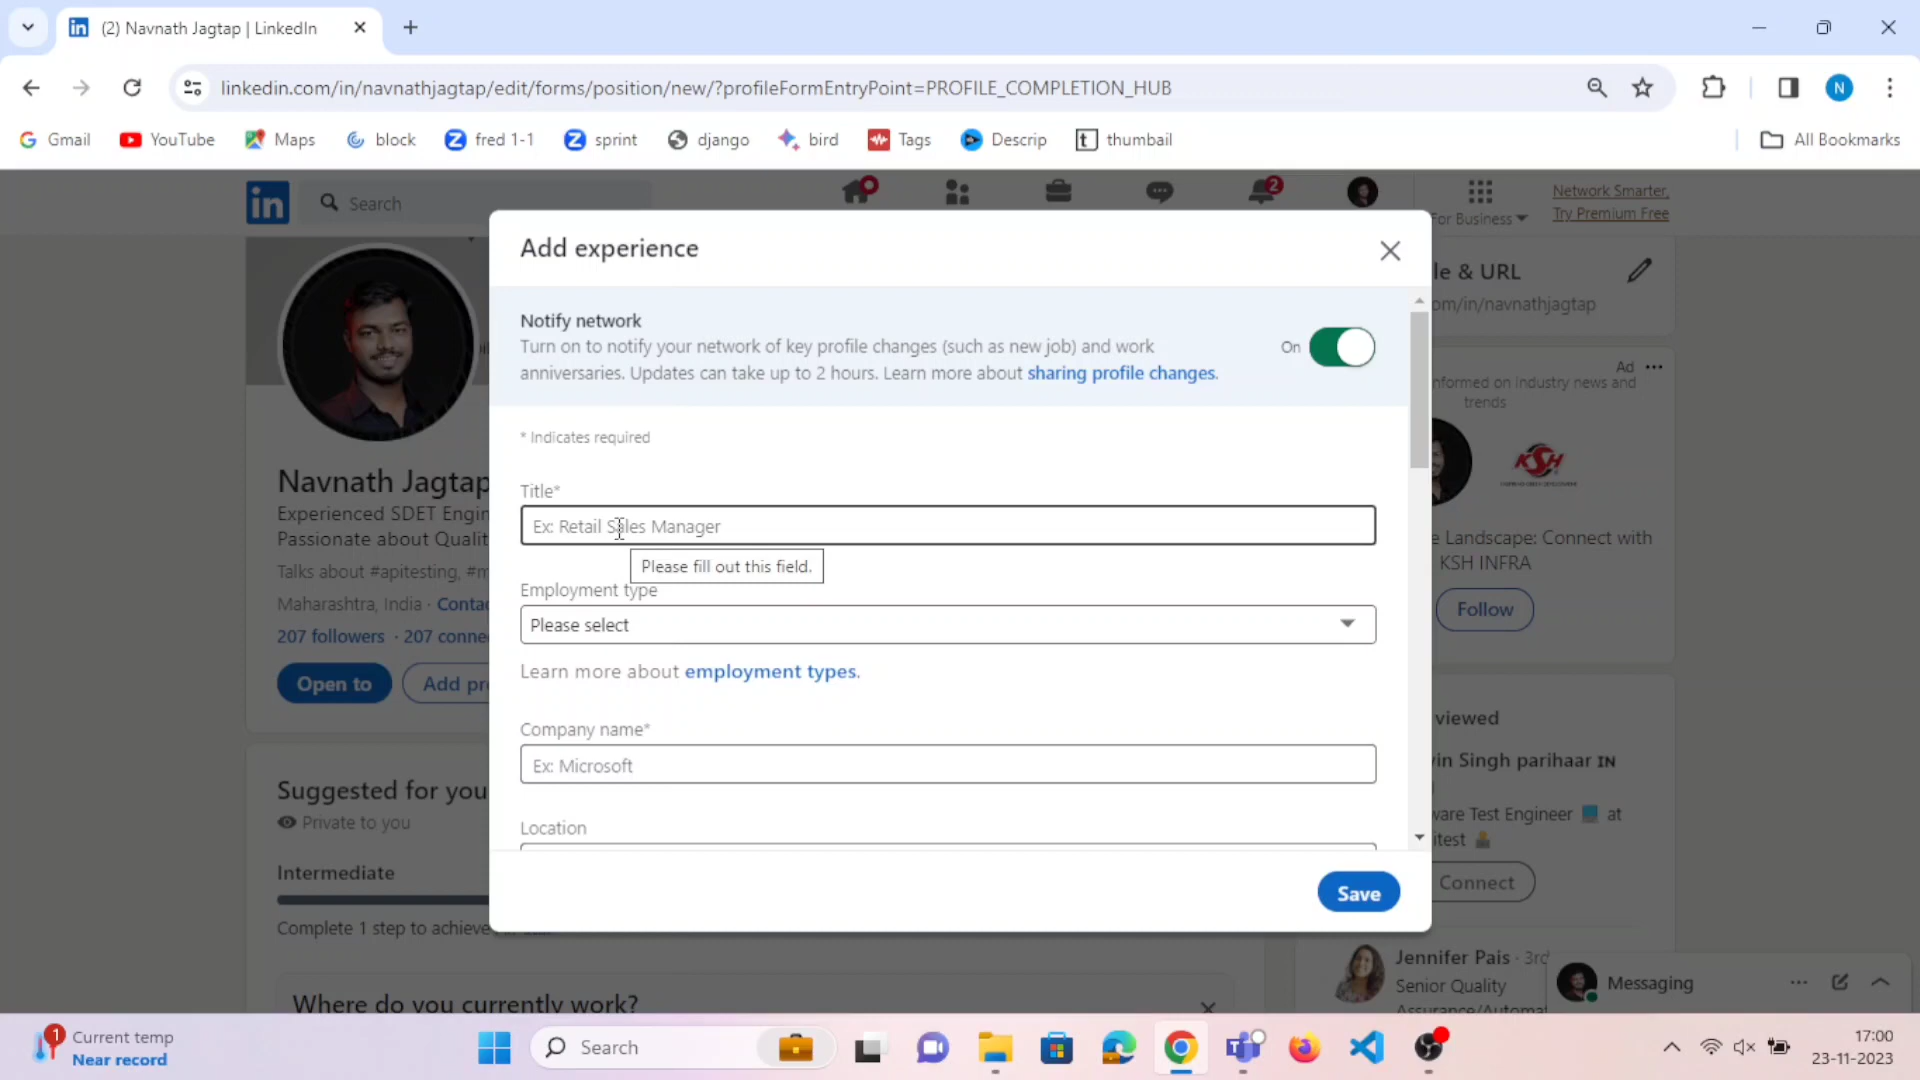 (2) Navnath Jagtap | LinkedIn
linkedin.com/in/navnathjagtap/edit/forms/position/new/?profileFormEntryPoint=PROFILE_COMPLETION_HUB
N
Gmail
YouTube
Maps
block
fred 1-1
sprint
django
bird
Tags
Descrip
thumbail
All Bookmarks
in
Search
2
For Business
Network Smarter,
Try Premium Free
Add experience
Notify network
Turn on to notify your network of key profile changes (such as new job) and work
anniversaries. Updates can take up to 2 hours. Learn more about sharing profile changes.
On
* Indicates required
Title*
Ex: Retail Sales Manager
Please fill out this field.
Employment type
Please select
Learn more about employment types.
Company name*
Ex: Microsoft
Location
Save
Navnath Jagtap
Experienced SDET Engin
Passionate about Qualit
Talks about #apitesting, #m
Maharashtra, India · Conta
207 followers · 207 conne
Open to
Add pr
Suggested for you
Private to you
Intermediate
Complete 1 step to achieve
Where do you currently work?
le & URL
om/in/navnathjagtap
Ad
nformed on industry news and
trends
KSH
e Landscape: Connect with
KSH INFRA
Follow
viewed
in Singh parihaar IN
ware Test Engineer at
itest
Connect
Jennifer Pais · 3rd
Senior Quality
Assurance/Automat
Messaging
1
Current temp
Near record
Search
17:00
23-11-2023